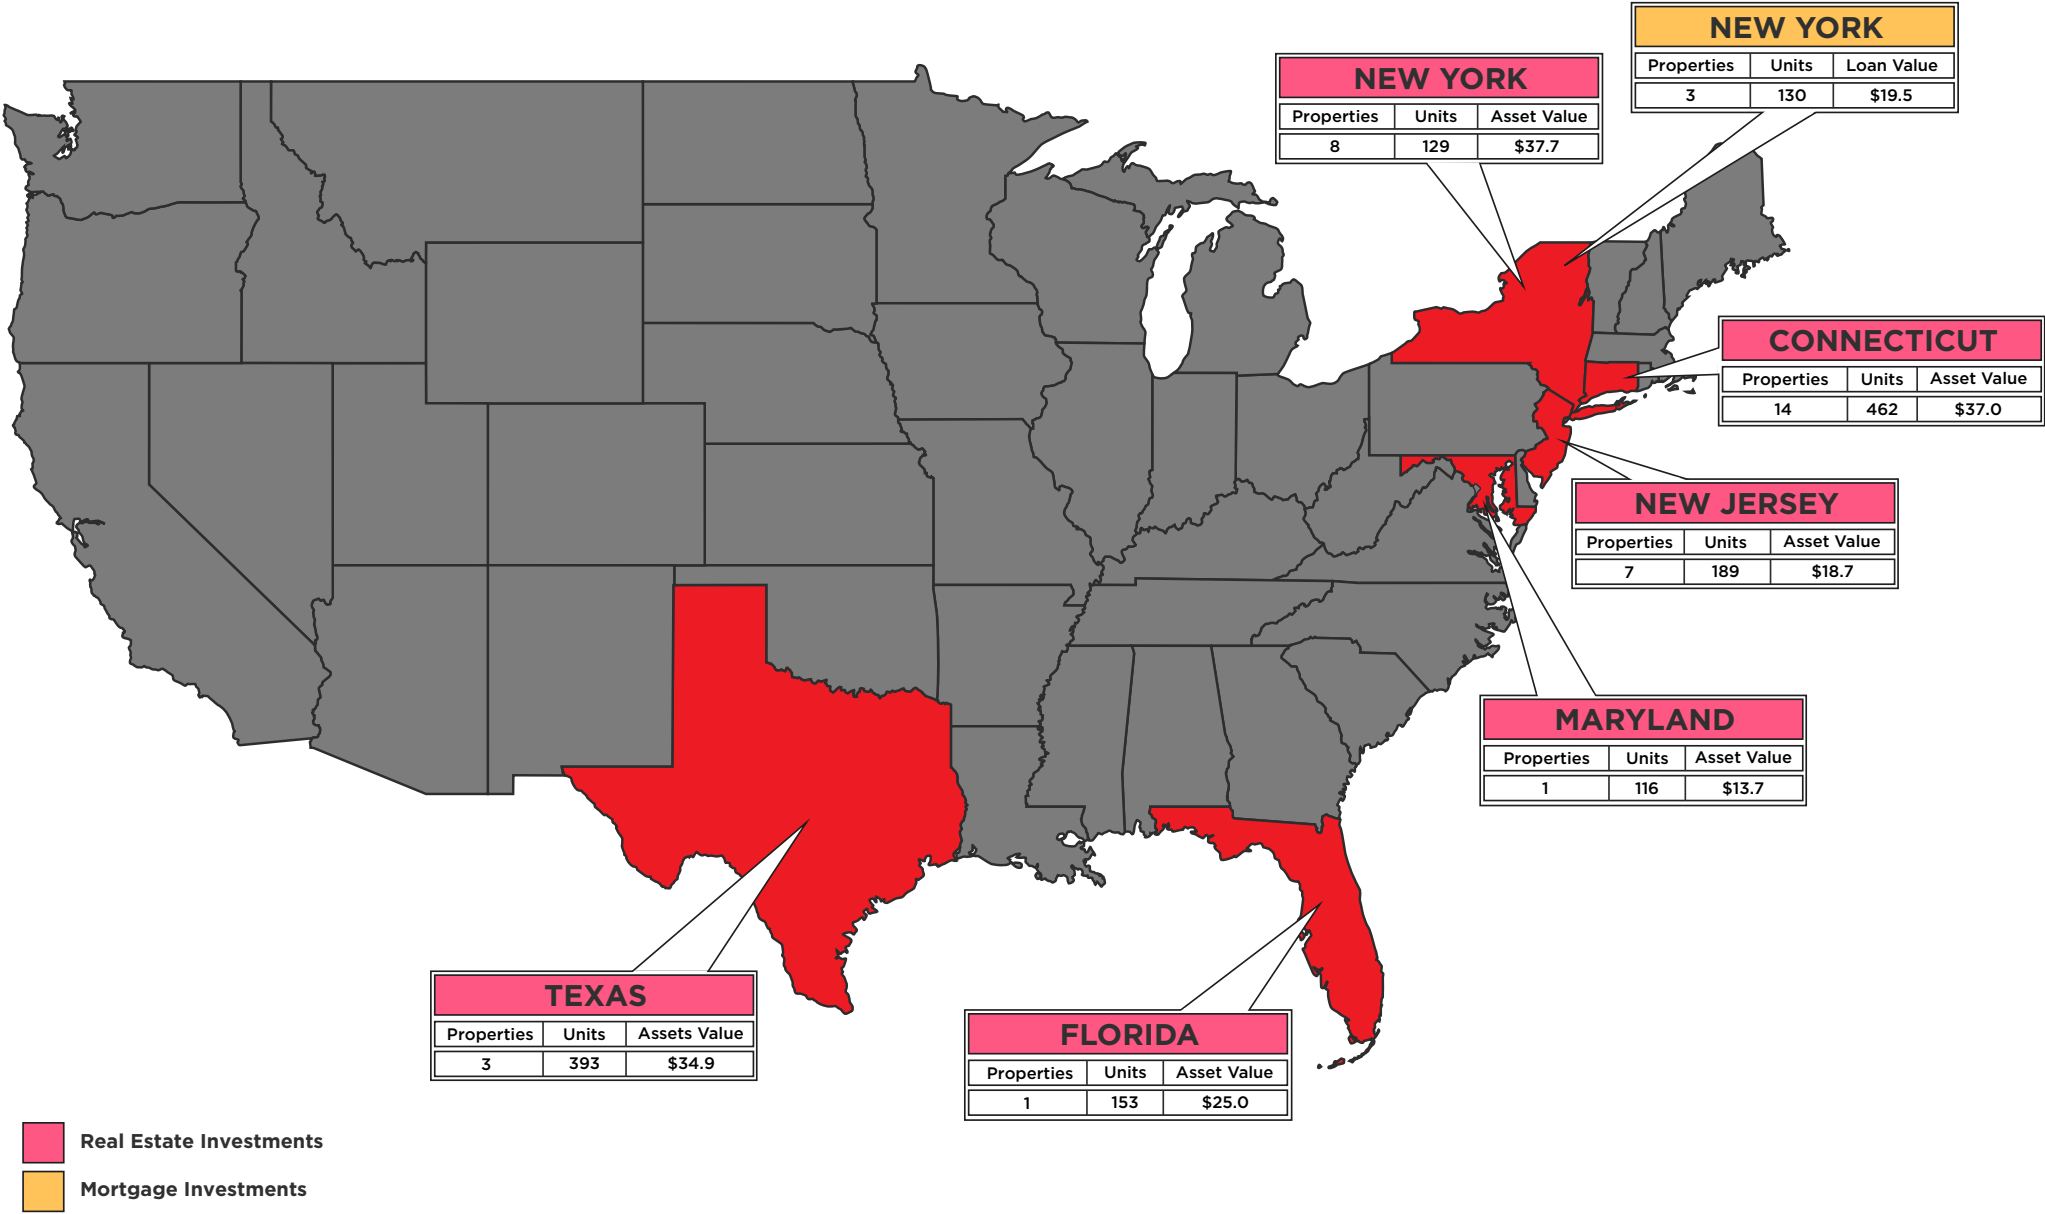 NEW YORK
Properties Units Loan Value
3 130 $19.5
NEW YORK
Properties Units Asset Value
8 129 $37.7
CONNECTICUT
Properties Units Asset Value
14 462 $37.0
NEW JERSEY
Properties Units Asset Value
7 189 $18.7
MARYLAND
Properties Units Asset Value
1 116 $13.7
TEXAS
Properties Units Assets Value
3 393 $34.9
FLORIDA
Properties Units Asset Value
1 153 $25.0
Real Estate Investments
Mortgage Investments